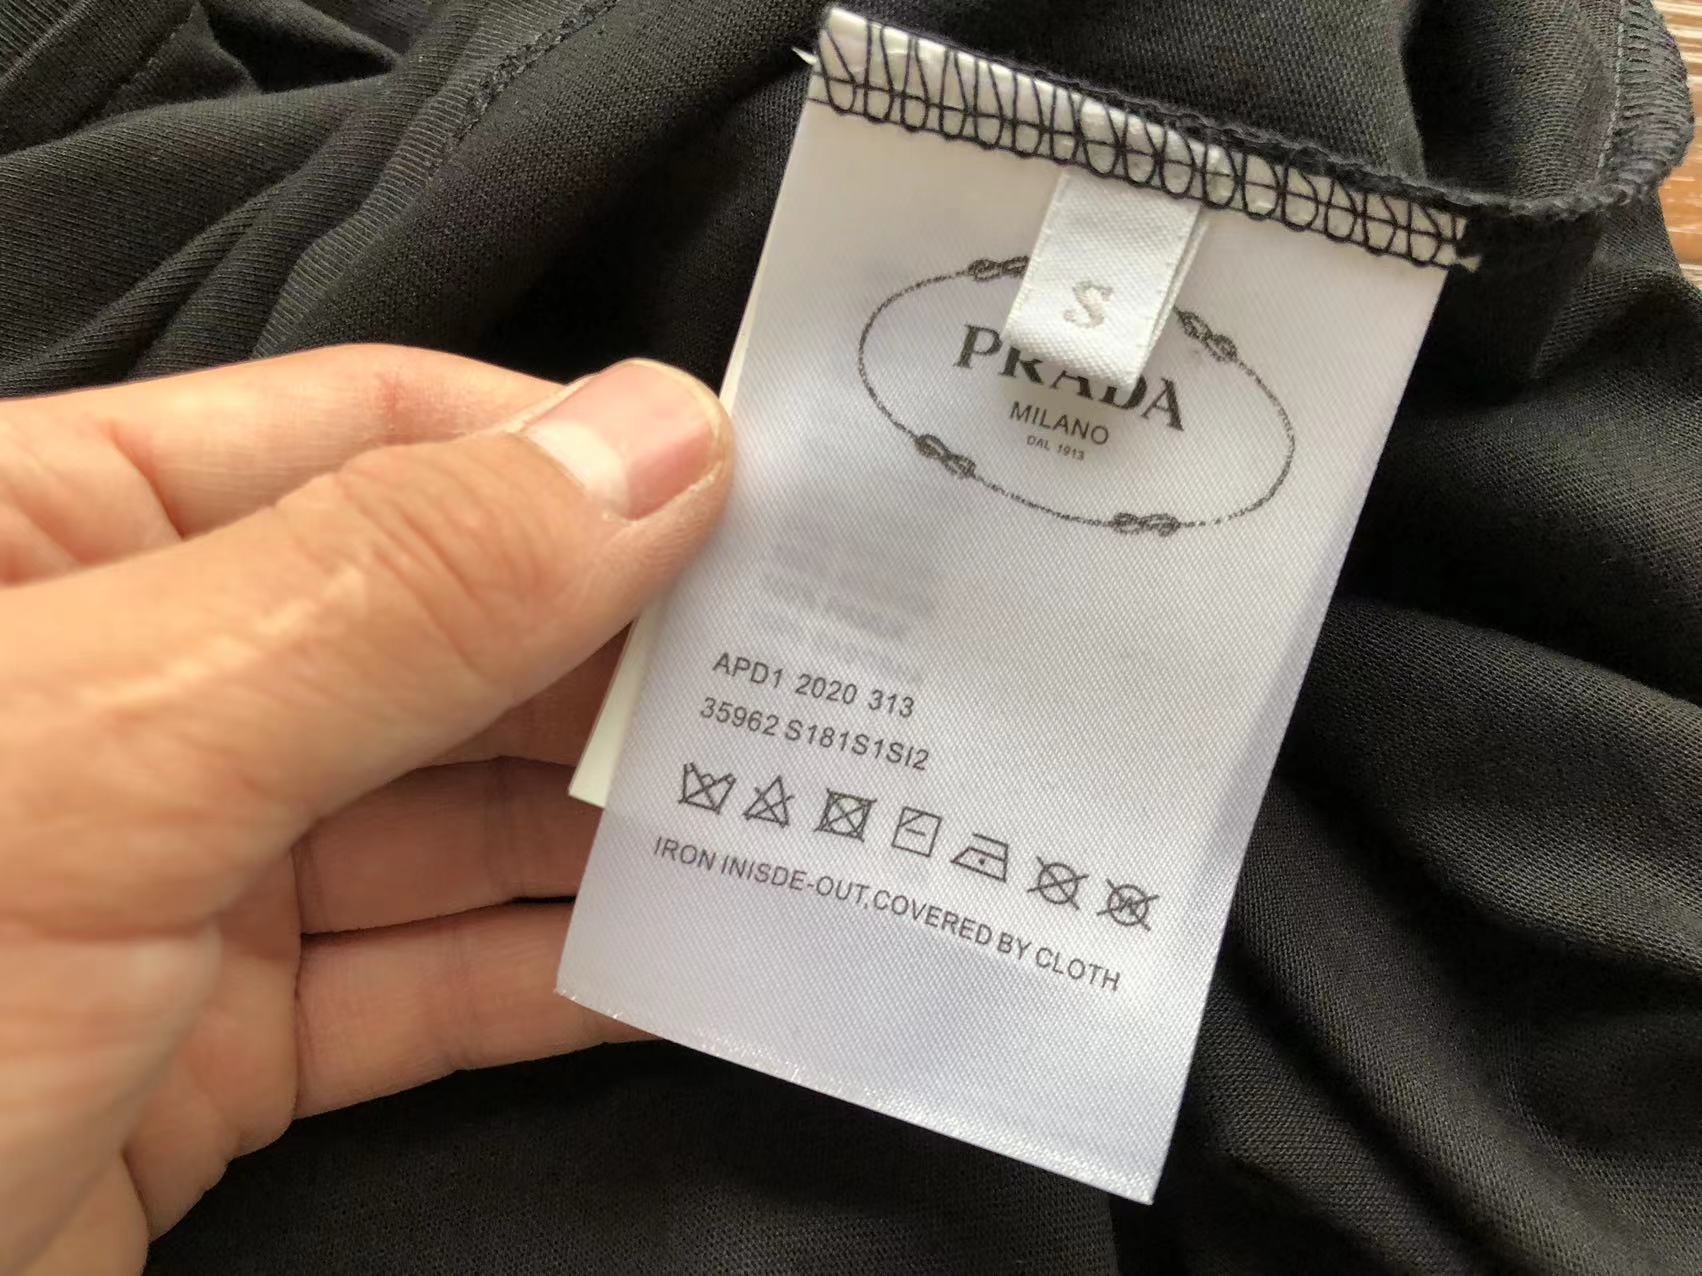 S
PRADA
MILANO
DAL 1913
APD1 2020 313
35962 S181S1SI2
IRON INISDE-OUT,COVERED BY CLOTH